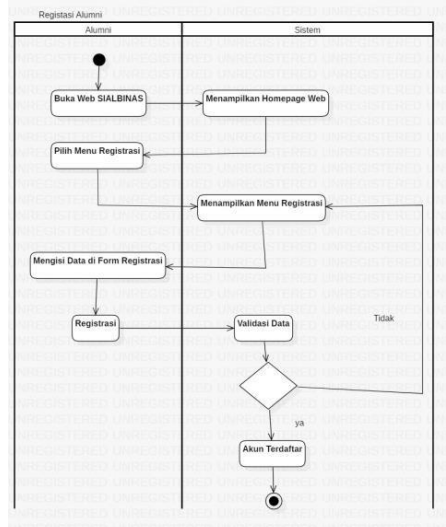 Registasi Alumni
Alumni
Sistem
Buka Web SIALBINAS
Menampilkan Homepage Web
Pilih Menu Registrasi
Menampilkan Menu Registrasi
Mengisi Data di Form Registrasi
Registrasi
Validasi Data
Tidak
ya
Akun Terdaftar